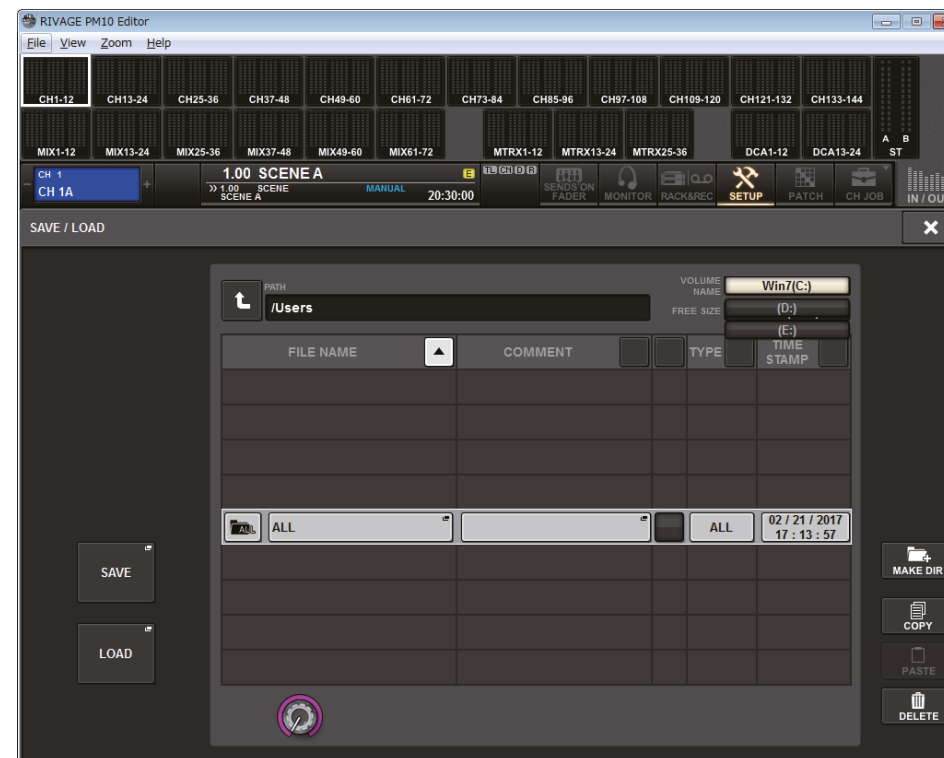 RIVAGE PM10 Editor
File View Zoom Help
CH1-12 CH13-24 CH25-36 CH37-48 CH49-60 CH61-72 CH73-84 CH85-96 CH97-108 CH109-120 CH121-132 CH133-144
A B
MIX1-12 MIX13-24 MIX25-36 MIX37-48 MIX49-60 MIX61-72 MTRX1-12 MTRX13-24 MTRX25-36 DCA1-12 DCA13-24 ST
CH 1
CH 1A
1.00 SCENE A E
1.00 SCENE MANUAL
SCENE A 20:30:00
TL CH D R
SENDS ON
FADER
MONITOR RACK&REC SETUP PATCH CH JOB IN / OU
SAVE / LOAD
PATH
/Users
VOLUME
NAME
Win7(C:)
FREE SIZE
(D:)
(E:)
FILE NAME COMMENT TYPE TIME
STAMP
ALL ALL ALL 02 / 21 / 2017
17 : 13 : 57
SAVE
LOAD
MAKE DIR
COPY
PASTE
DELETE